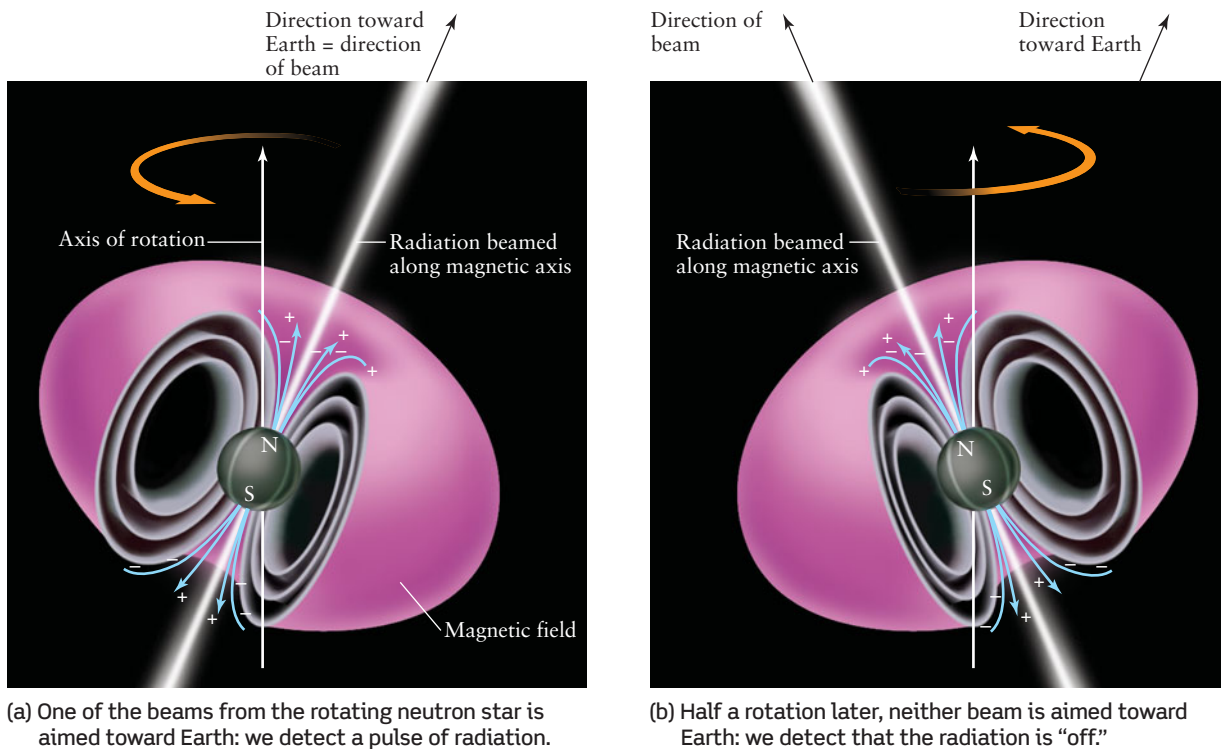 Direction toward
Earth = direction
of beam
Axis of rotation
Radiation beamed
along magnetic axis
+
−
+
−
−
+
N
S
−
−
+
+
−
−
Magnetic field
(a) One of the beams from the rotating neutron star is
aimed toward Earth: we detect a pulse of radiation.
Direction of
beam
Direction
toward Earth
Radiation beamed
along magnetic axis
+
−
+
−
−
+
N
S
−
−
+
+
−
−
(b) Half a rotation later, neither beam is aimed toward
Earth: we detect that the radiation is “off.”